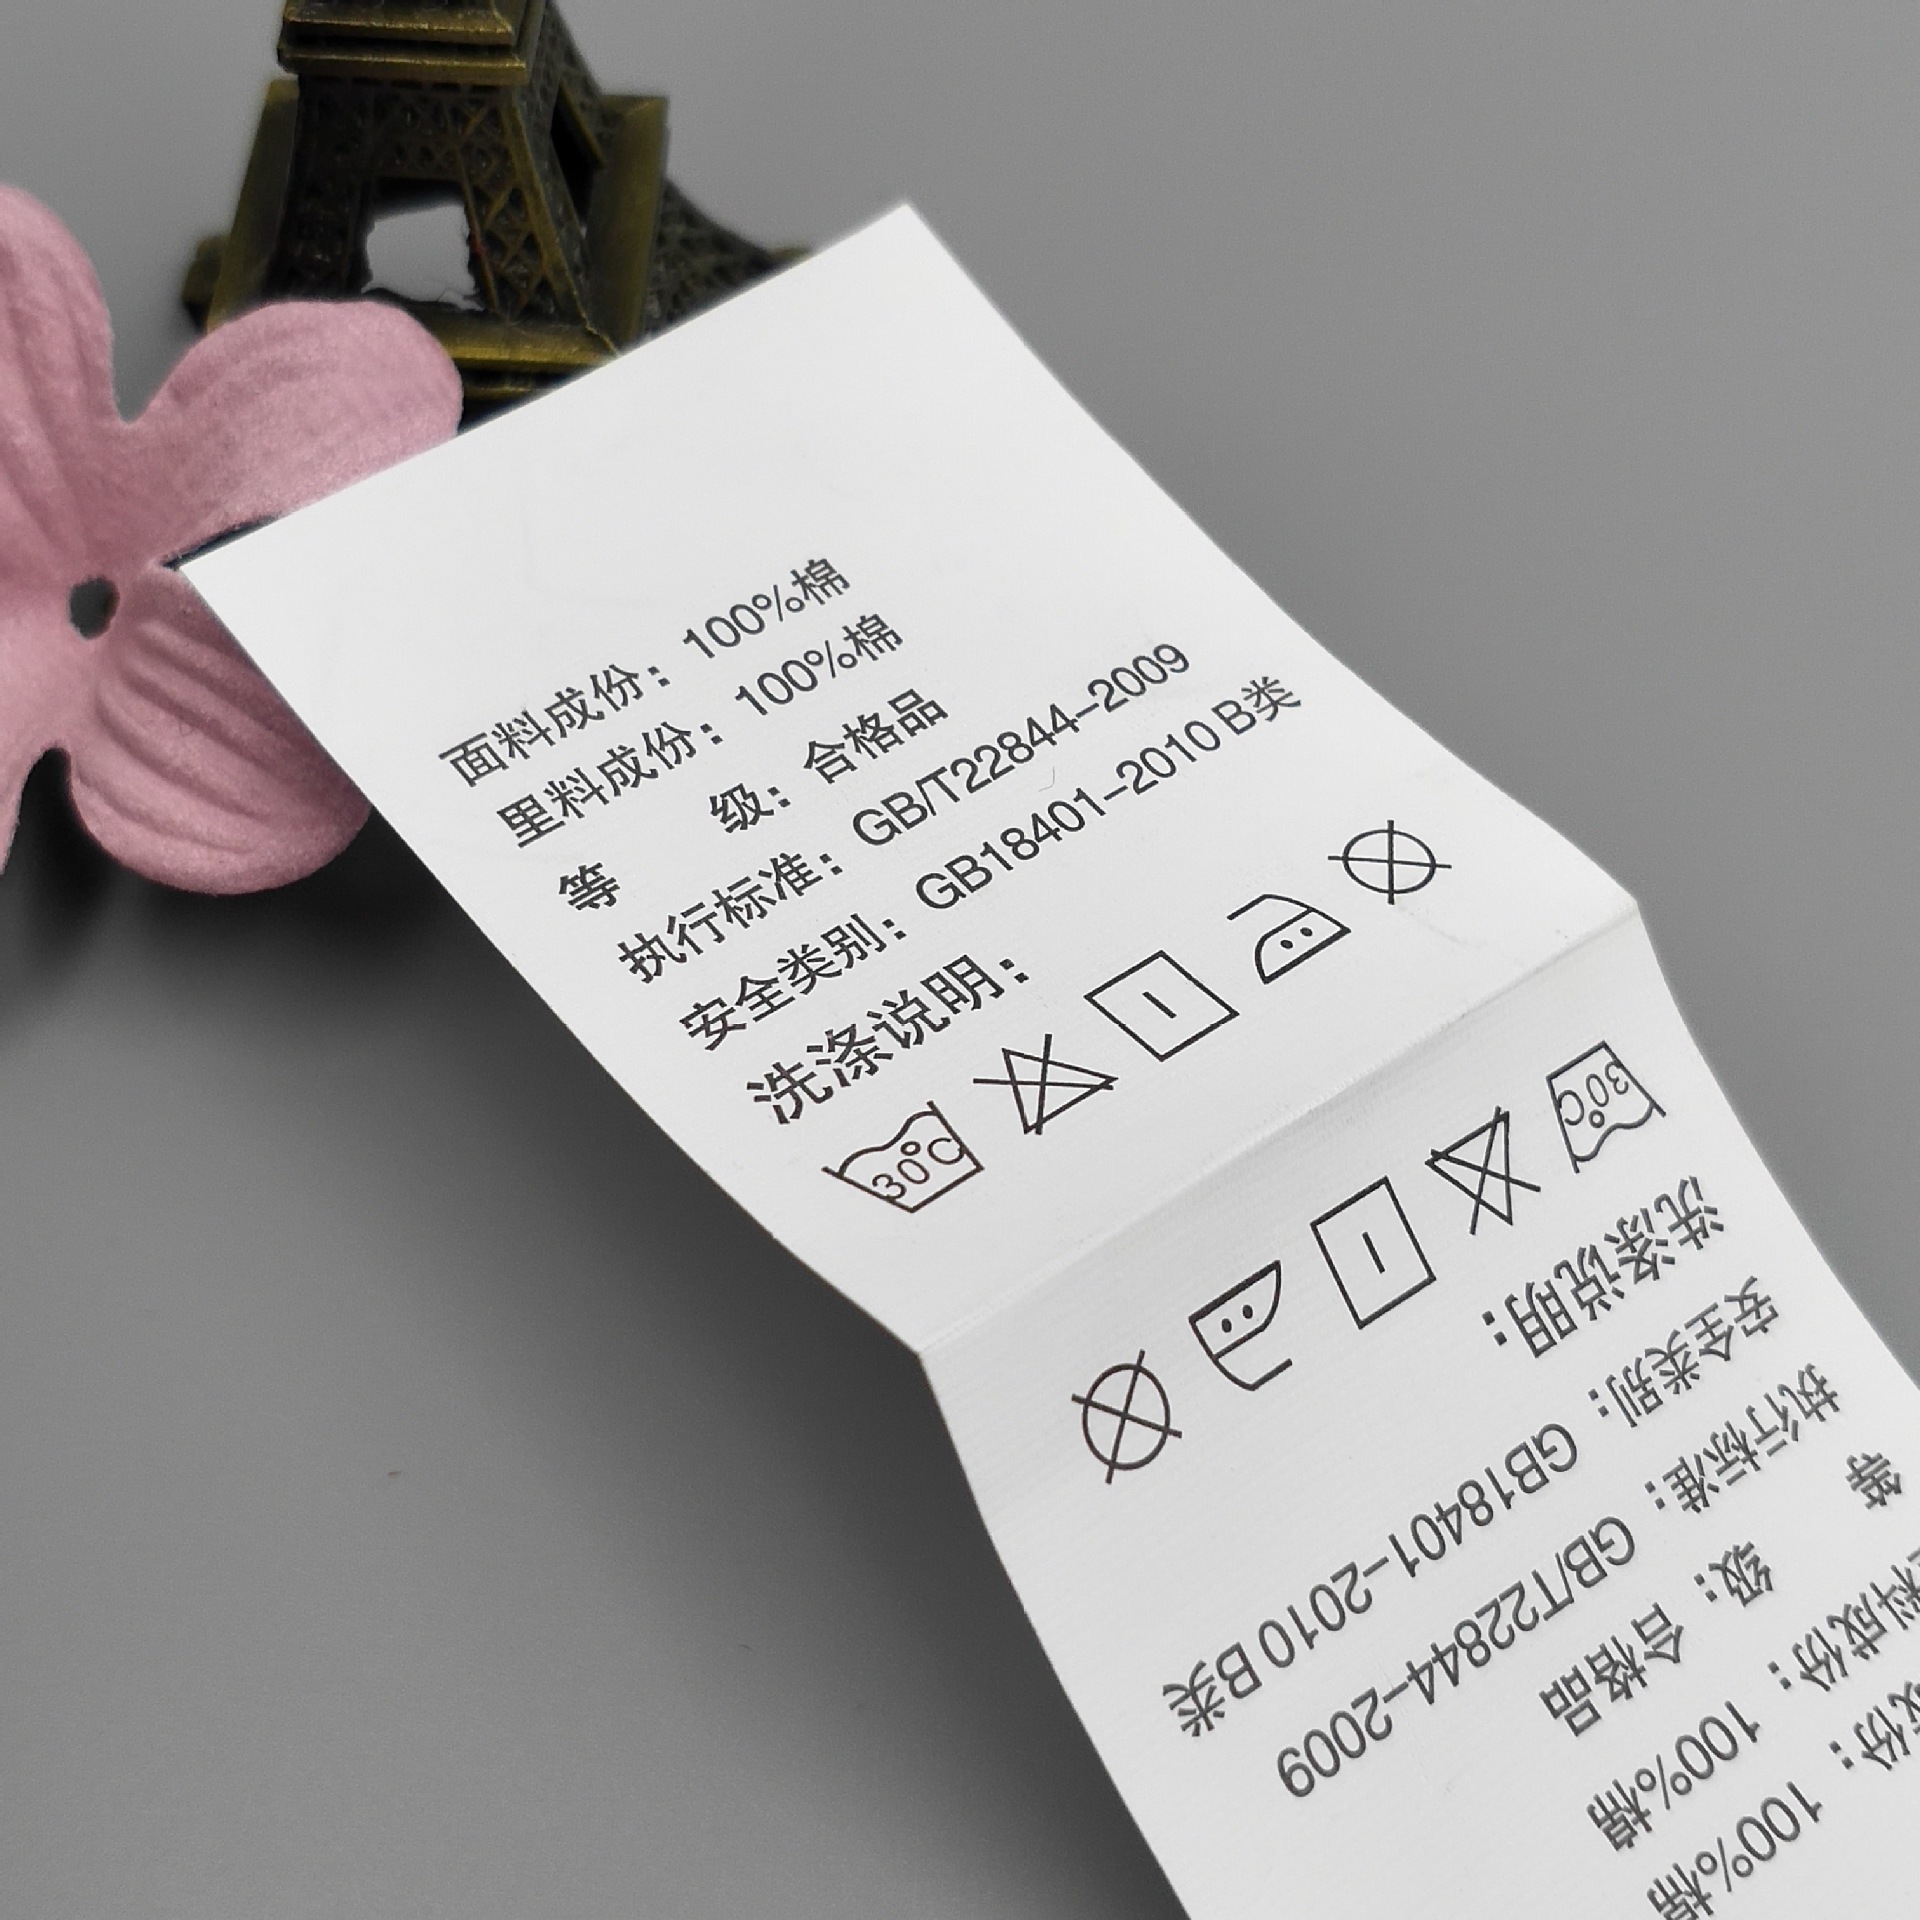 面料成份：100%棉
里料成份：100%棉
等 级：合格品
执行标准：GB/T22844-2009
安全类别：GB18401-2010 B类
洗涤说明：
30℃
30℃
洗涤说明：
安全类别：GB18401-2010 B类
执行标准：GB/T22844-2009
等 级：合格品
料成份：100%棉
成份：100%棉